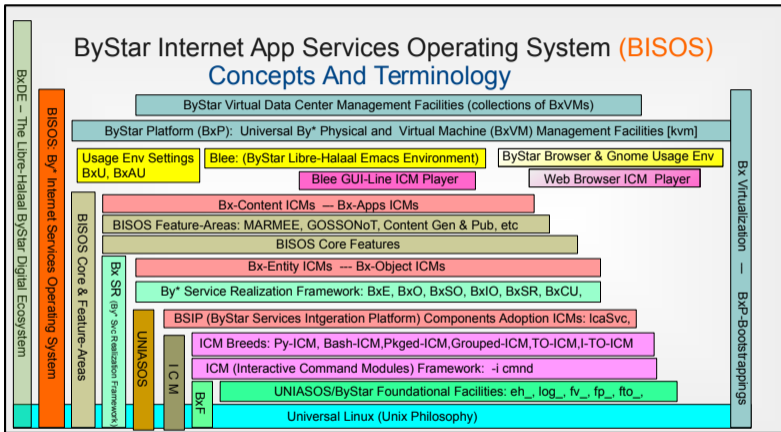 ByStar Internet App Services Operating System (BISOS)
Concepts And Terminology
BxDE – The Libre-Halaal ByStar Digital Ecosystem
BISOS: By* Internet Services Operating System
ByStar Virtual Data Center Management Facilities (collections of BxVMs)
ByStar Platform (BxP): Universal By* Physical and Virtual Machine (BxVM) Management Facilities [kvm]
Usage Env Settings
BxU, BxAU
Blee: (ByStar Libre-Halaal Emacs Environment)
ByStar Browser & Gnome Usage Env
Blee GUI-Line ICM Player
Web Browser ICM Player
BISOS Core & Feature-Areas
Bx-Content ICMs --- Bx-Apps ICMs
BISOS Feature-Areas: MARMEE, GOSSONoT, Content Gen & Pub, etc
BISOS Core Features
Bx SR (By* Svc Realization Framework)
Bx-Entity ICMs --- Bx-Object ICMs
By* Service Realization Framework: BxE, BxO, BxSO, BxIO, BxSR, BxCU,
UNIASOS
BSIP (ByStar Services Intgeration Platform) Components Adoption ICMs: IcaSvc,
I C M
ICM Breeds: Py-ICM, Bash-ICM,Pkged-ICM,Grouped-ICM,TO-ICM,I-TO-ICM
ICM (Interactive Command Modules) Framework: -i cmnd
BxF
UNIASOS/ByStar Foundational Facilities: eh_, log_, fv_, fp_, fto_,
Universal Linux (Unix Philosophy)
Bx Virtualization — BxP-Bootstrappings